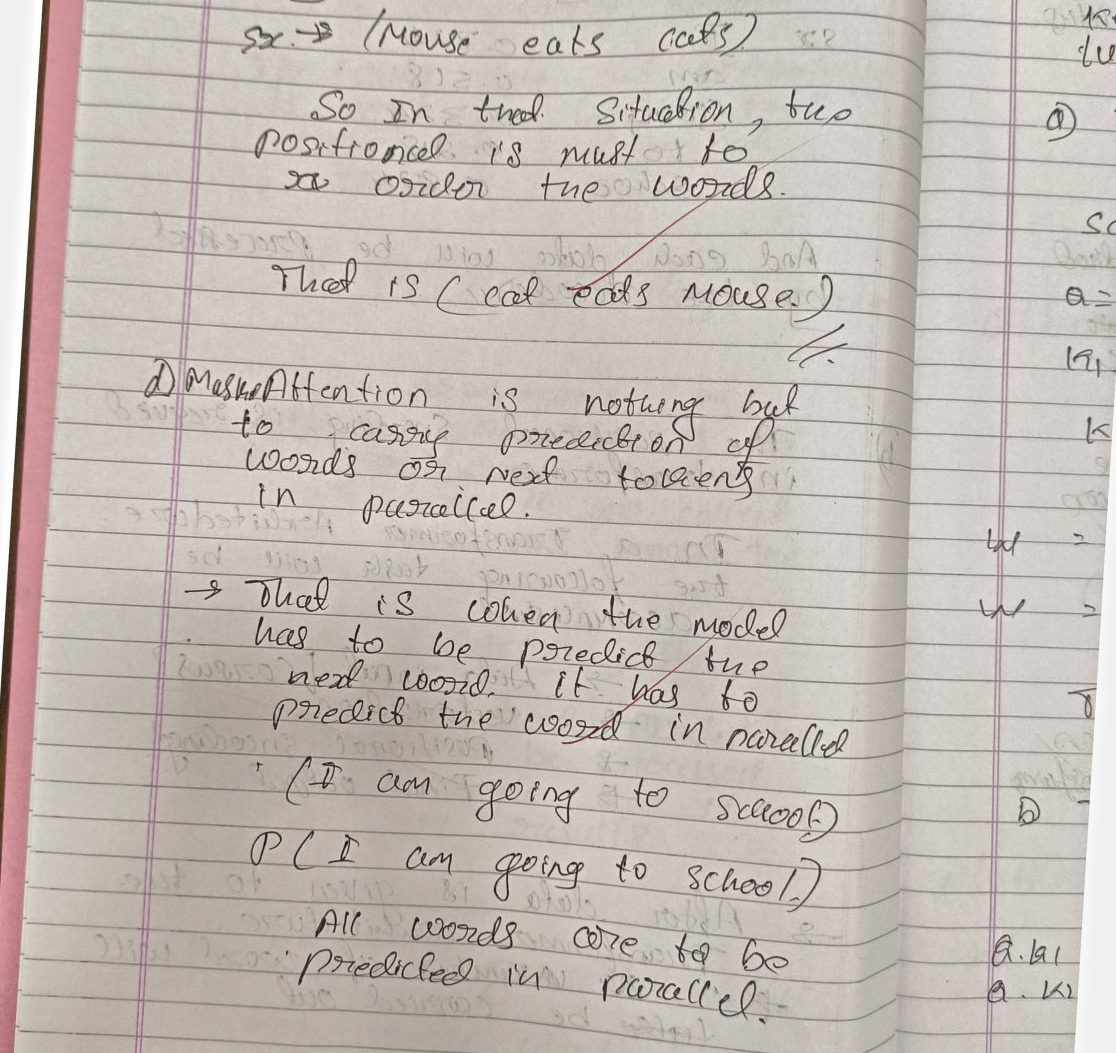 (Mouse eats cats)
So In that Situation, the
positional is must to
order the words.
That is (cat eats Mouse.)
d) Mask Attention is nothing but
to carry prediction of
words or next tokens
in parallel.
→ That is when the model
has to be predict the
next word. it has to
predict the word in parallel
(I am going to school.)
P(I am going to school.)
All words are to be
predicted in parallel.
a)
a =
K
W =
W =
D